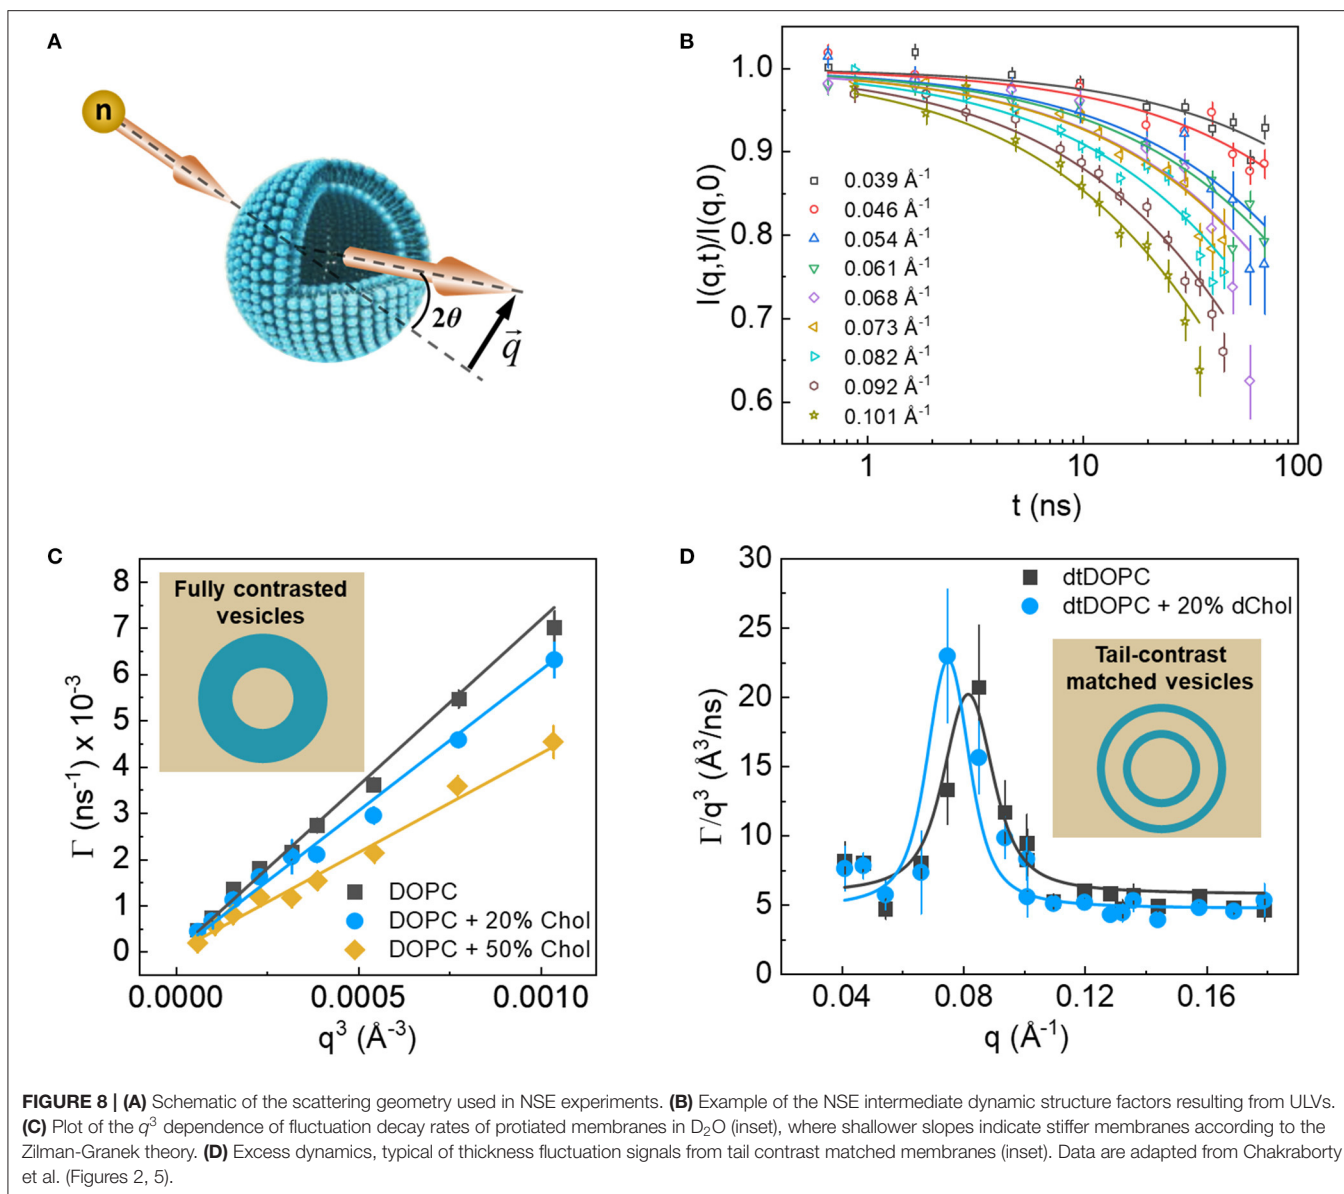 A
n
2θ
q⃗
B
I(q,t)/I(q,0)
1.0
0.9
0.8
0.7
0.6
0.039 Å⁻¹
0.046 Å⁻¹
0.054 Å⁻¹
0.061 Å⁻¹
0.068 Å⁻¹
0.073 Å⁻¹
0.082 Å⁻¹
0.092 Å⁻¹
0.101 Å⁻¹
1 10 100
t (ns)
C
Γ (ns⁻¹) x 10⁻³
8
7
6
5
4
3
2
1
0
Fully contrasted
vesicles
DOPC
DOPC + 20% Chol
DOPC + 50% Chol
0.0000 0.0005 0.0010
q³ (Å⁻³)
D
Γ/q³ (Å³/ns)
30
25
20
15
10
5
0
dtDOPC
dtDOPC + 20% dChol
Tail-contrast
matched vesicles
0.04 0.08 0.12 0.16
q (Å⁻¹)
FIGURE 8 | (A) Schematic of the scattering geometry used in NSE experiments. (B) Example of the NSE intermediate dynamic structure factors resulting from ULVs.
(C) Plot of the q³ dependence of fluctuation decay rates of protiated membranes in D₂O (inset), where shallower slopes indicate stiffer membranes according to the
Zilman-Granek theory. (D) Excess dynamics, typical of thickness fluctuation signals from tail contrast matched membranes (inset). Data are adapted from Chakraborty
et al. (Figures 2, 5).